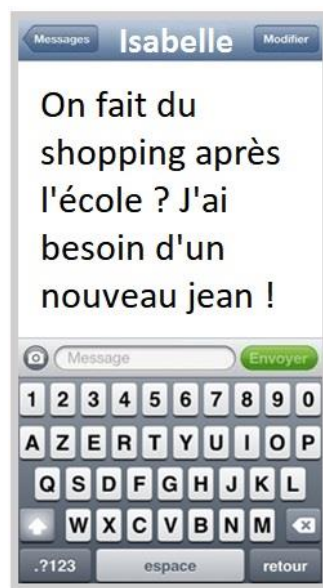 Messages Isabelle Modifier
On fait du
shopping après
l'école ? J'ai
besoin d'un
nouveau jean !
Message Envoyer
1 2 3 4 5 6 7 8 9 0
A Z E R T Y U I O P
Q S D F G H J K L
W X C V B N M
.?123 espace retour